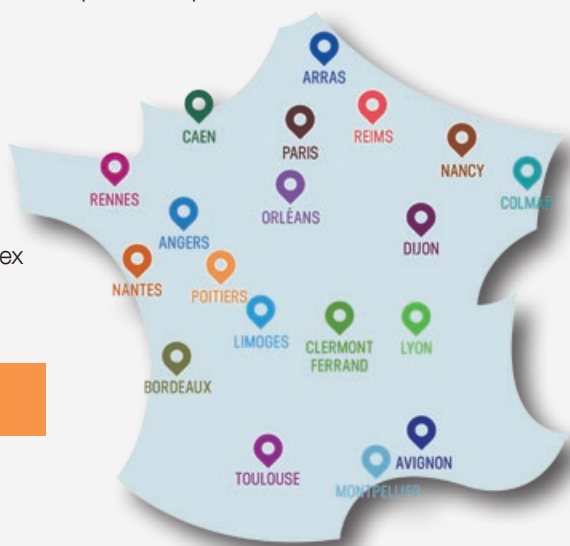 ARRAS
CAEN
PARIS
REIMS
NANCY
COLMAR
RENNES
ORLÉANS
ANGERS
DIJON
ex
NANTES
POITIERS
LIMOGES
CLERMONT
FERRAND
LYON
BORDEAUX
TOULOUSE
AVIGNON
MONTPELLIER